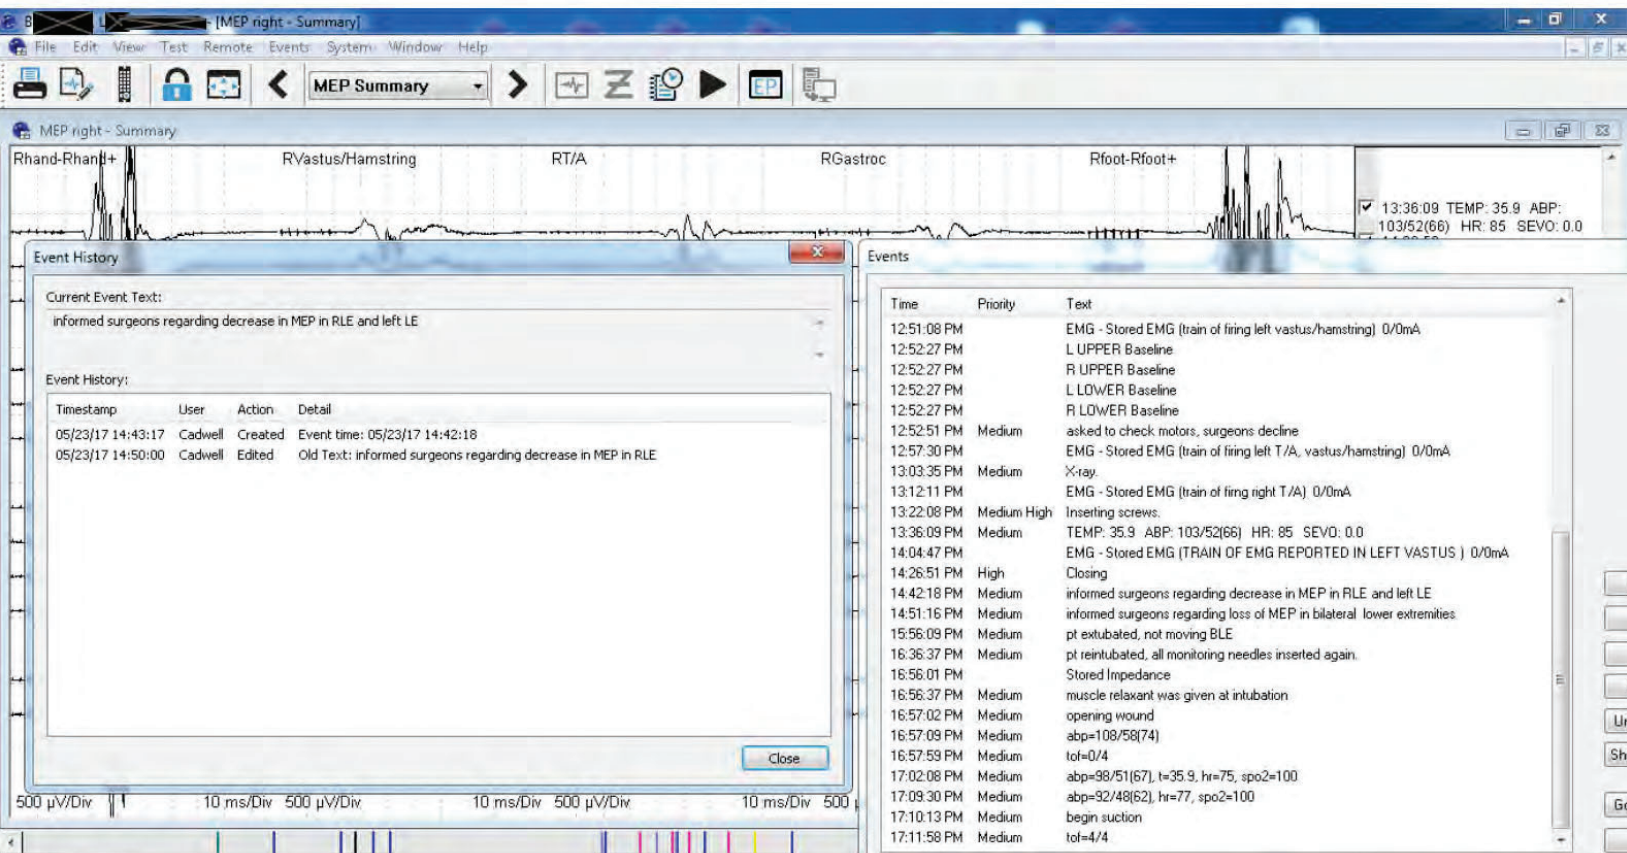 [MEP right - Summary]
File Edit View Test Remote Events System Window Help
MEP Summary
EP
MEP right - Summary
Rhand-Rhand+ RVastus/Hamstring RT/A RGastroc Rfoot-Rfoot+
13:36:09 TEMP: 35.9 ABP:
103/52(66) HR: 85 SEVO: 0.0
Event History
Current Event Text:
informed surgeons regarding decrease in MEP in RLE and left LE
Event History:
Timestamp User Action Detail
05/23/17 14:43:17 Cadwell Created Event time: 05/23/17 14:42:18
05/23/17 14:50:00 Cadwell Edited Old Text: informed surgeons regarding decrease in MEP in RLE
Close
500 µV/Div 10 ms/Div 500 µV/Div 10 ms/Div 500 µV/Div 10 ms/Div 500
Events
Time Priority Text
12:51:08 PM EMG - Stored EMG (train of firing left vastus/hamstring) 0/0mA
12:52:27 PM L UPPER Baseline
12:52:27 PM R UPPER Baseline
12:52:27 PM L LOWER Baseline
12:52:27 PM R LOWER Baseline
12:52:51 PM Medium asked to check motors, surgeons decline
12:57:30 PM EMG - Stored EMG (train of firing left T/A, vastus/hamstring) 0/0mA
13:03:35 PM Medium X-ray.
13:12:11 PM EMG - Stored EMG (train of firng right T/A) 0/0mA
13:22:08 PM Medium High Inserting screws.
13:36:09 PM Medium TEMP: 35.9 ABP: 103/52(66) HR: 85 SEVO: 0.0
14:04:47 PM EMG - Stored EMG (TRAIN OF EMG REPORTED IN LEFT VASTUS ) 0/0mA
14:26:51 PM High Closing
14:42:18 PM Medium informed surgeons regarding decrease in MEP in RLE and left LE
14:51:16 PM Medium informed surgeons regarding loss of MEP in bilateral lower extremities.
15:56:09 PM Medium pt extubated, not moving BLE
16:36:37 PM Medium pt reintubated, all monitoring needles inserted again.
16:56:01 PM Stored Impedance
16:56:37 PM Medium muscle relaxant was given at intubation
16:57:02 PM Medium opening wound
16:57:09 PM Medium abp=108/58(74)
16:57:59 PM Medium tof=0/4
17:02:08 PM Medium abp=98/51(67), t=35.9, hr=75, spo2=100
17:09:30 PM Medium abp=92/48(62), hr=77, spo2=100
17:10:13 PM Medium begin suction
17:11:58 PM Medium tof=4/4